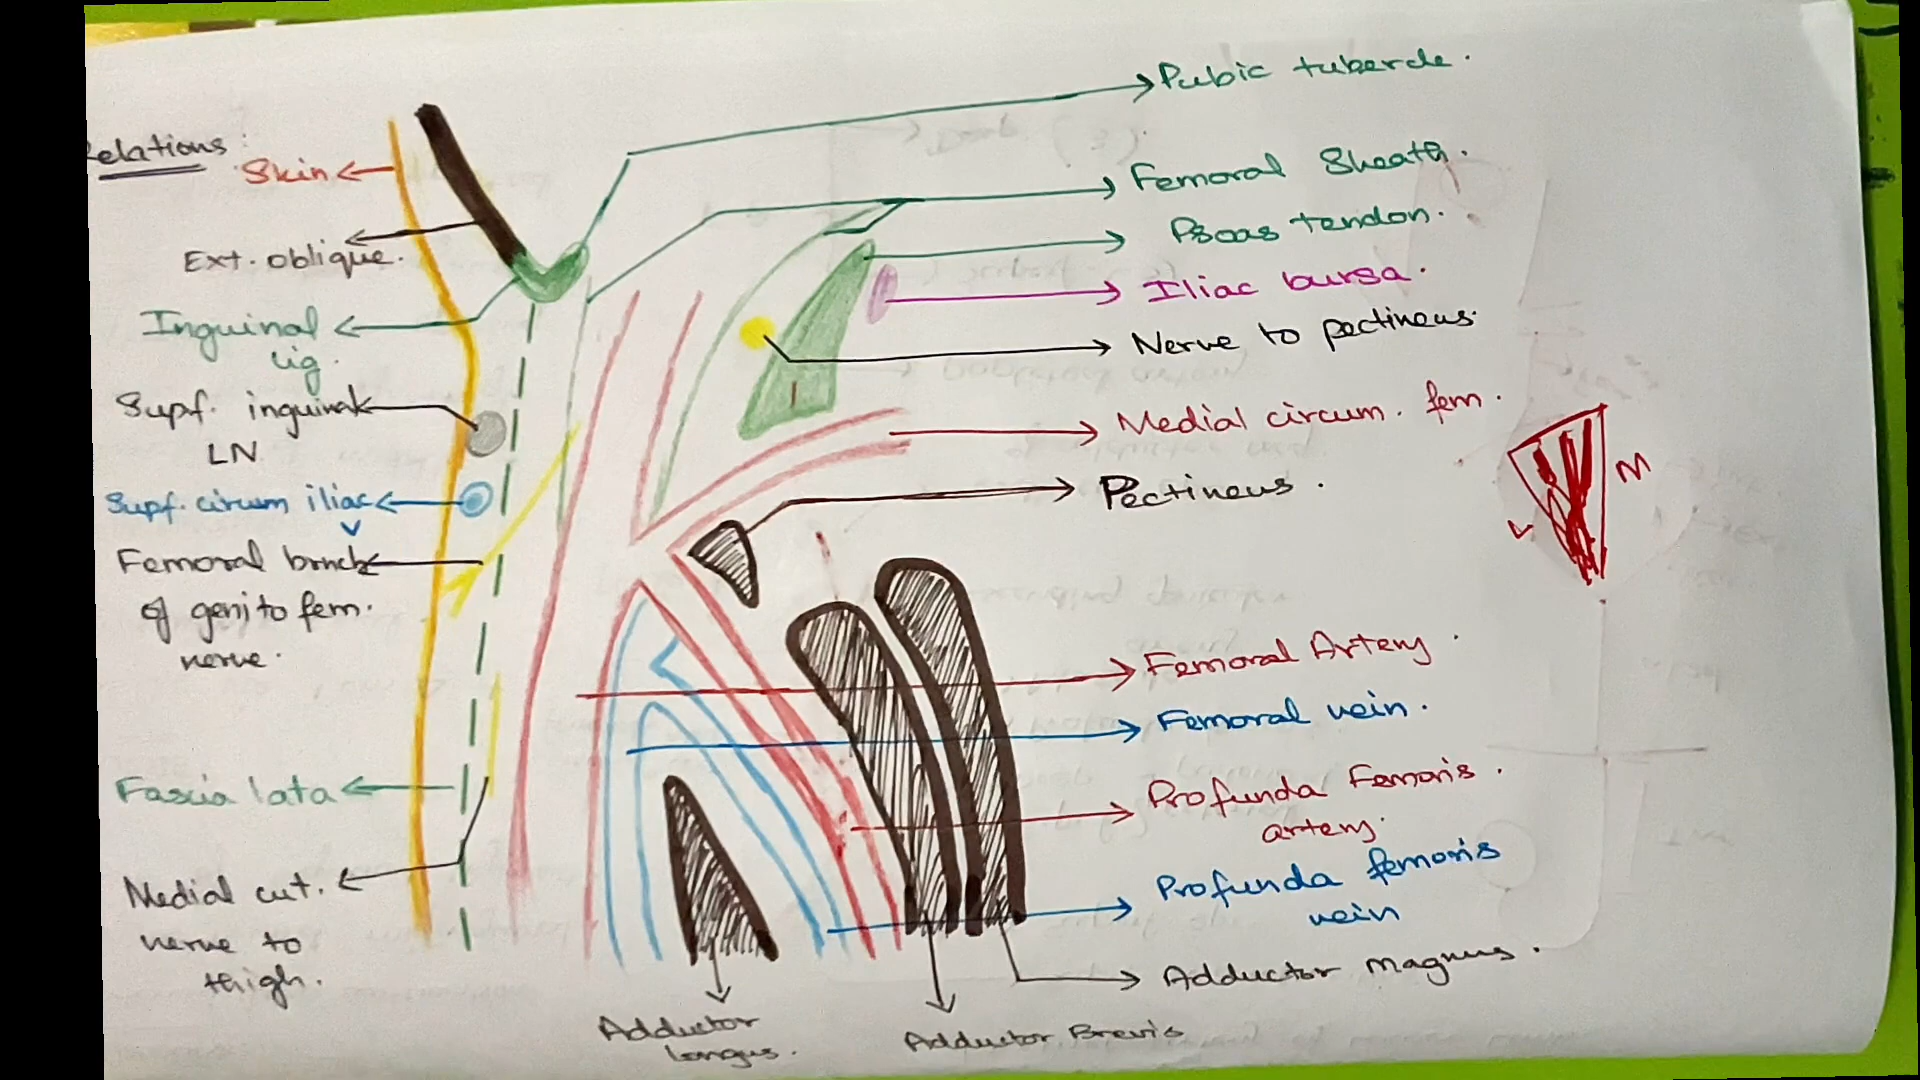 Relations :
Skin
Ext. oblique.
Inguinal
lig.
Supf. inguinal
LN
Supf. circum iliac
V
Femoral brnch
of genito fem.
nerve.
Fascia lata
Medial cut.
nerve to
thigh.
Pubic tubercle.
Femoral Sheath.
Psoas tendon.
Iliac bursa.
Nerve to pectineus.
Medial circum. fem.
Pectineus.
Femoral Artery.
Femoral vein.
Profunda Femoris.
artery.
Profunda femoris
vein
Adductor Magnus.
Adductor
longus.
Adductor Brevis
M
L